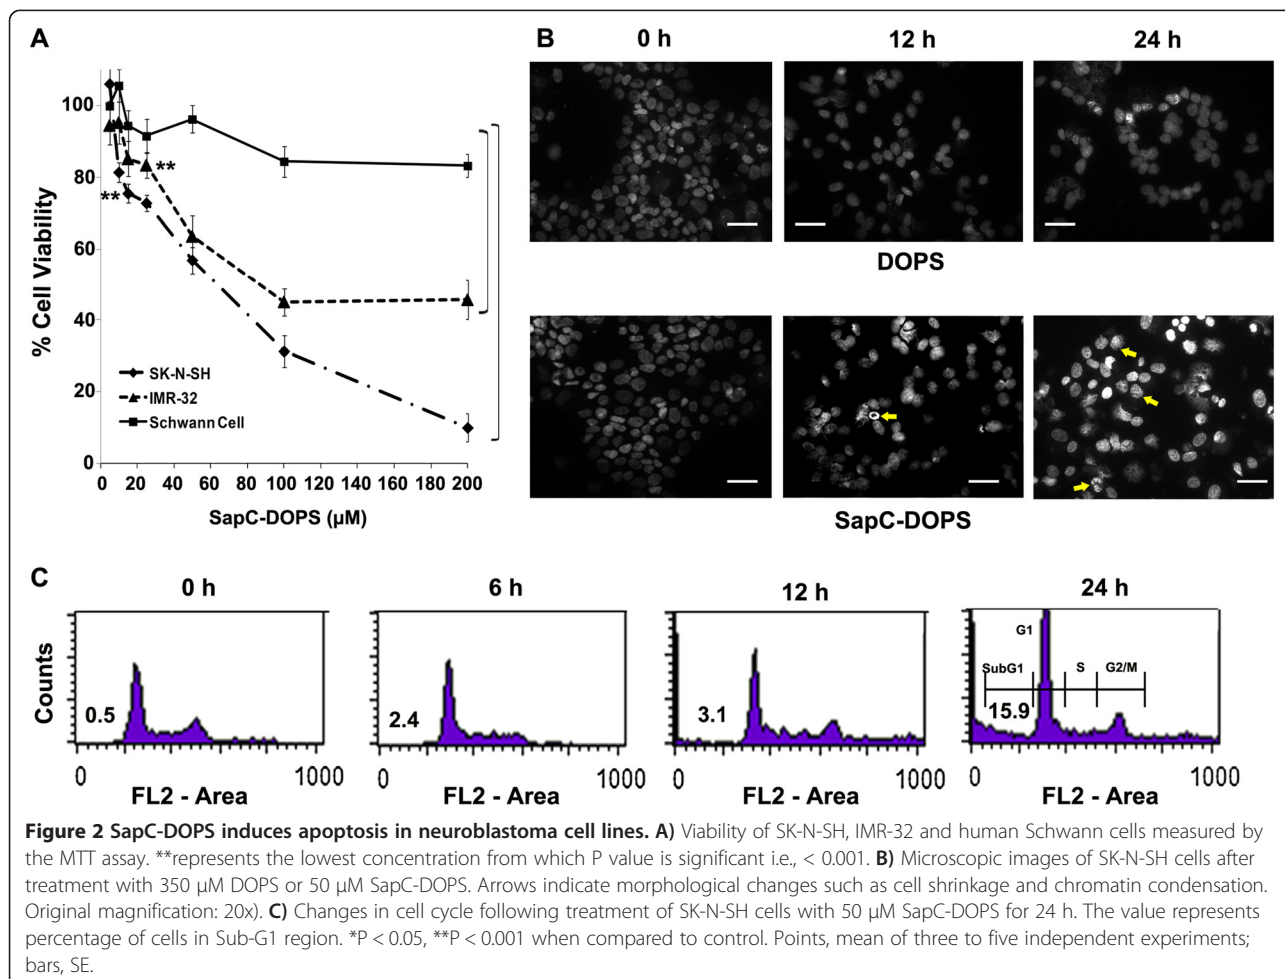 A
% Cell Viability
100
80
60
40
20
0
**
**
SK-N-SH
IMR-32
Schwann Cell
0 20 40 60 80 100 120 140 160 180 200
SapC-DOPS (µM)
B
0 h 12 h 24 h
DOPS
SapC-DOPS
C
0 h 6 h 12 h 24 h
Counts
0.5
2.4
3.1
G1
SubG1 S G2/M
15.9
0 1000 0 1000 0 1000 0 1000
FL2 - Area FL2 - Area FL2 - Area FL2 - Area
Figure 2 SapC-DOPS induces apoptosis in neuroblastoma cell lines. A) Viability of SK-N-SH, IMR-32 and human Schwann cells measured by
the MTT assay. **represents the lowest concentration from which P value is significant i.e., < 0.001. B) Microscopic images of SK-N-SH cells after
treatment with 350 µM DOPS or 50 µM SapC-DOPS. Arrows indicate morphological changes such as cell shrinkage and chromatin condensation.
Original magnification: 20x). C) Changes in cell cycle following treatment of SK-N-SH cells with 50 µM SapC-DOPS for 24 h. The value represents
percentage of cells in Sub-G1 region. *P < 0.05, **P < 0.001 when compared to control. Points, mean of three to five independent experiments;
bars, SE.